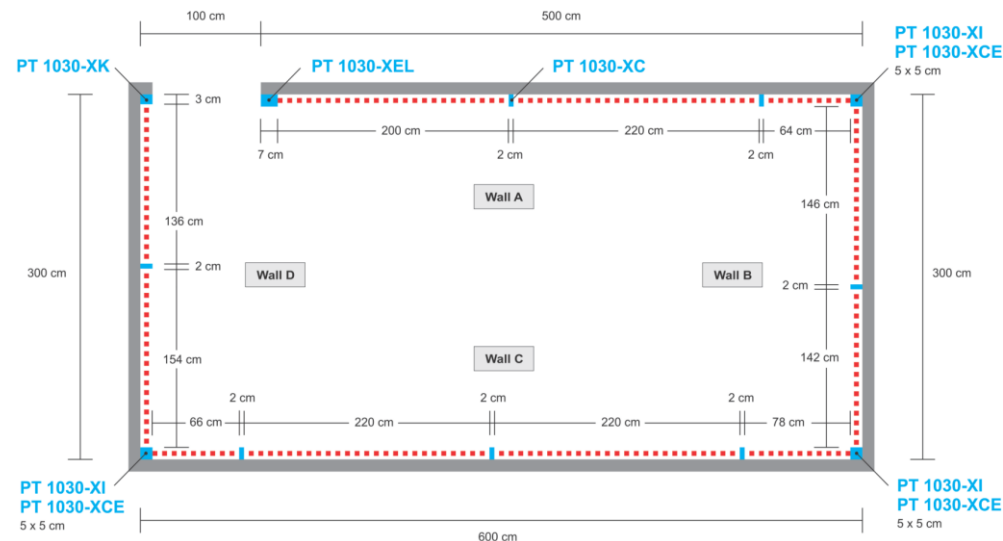 100 cm
500 cm
PT 1030-XI
PT 1030-XCE
5 x 5 cm
PT 1030-XK
PT 1030-XEL
PT 1030-XC
3 cm
200 cm
220 cm
64 cm
7 cm
2 cm
2 cm
Wall A
146 cm
136 cm
300 cm
2 cm
Wall D
Wall B
2 cm
300 cm
154 cm
Wall C
142 cm
2 cm
2 cm
2 cm
66 cm
220 cm
220 cm
78 cm
PT 1030-XI
PT 1030-XCE
5 x 5 cm
PT 1030-XI
PT 1030-XCE
5 x 5 cm
600 cm